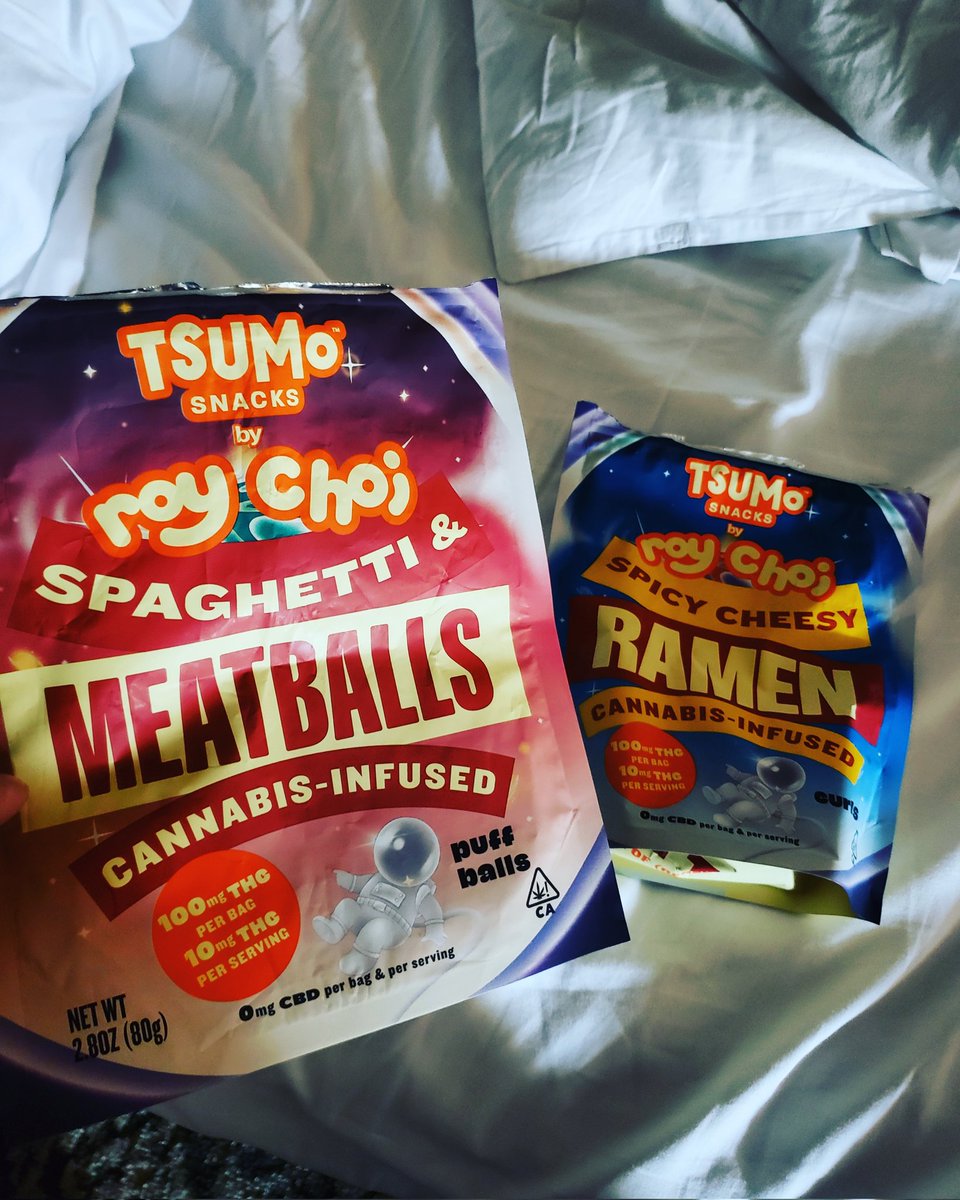 TSUMo™
SNACKS
by
roy choi
SPAGHETTI &
MEATBALLS
CANNABIS-INFUSED
100mg THC
PER BAG
10mg THC
PER SERVING
puff
balls
CA
0mg CBD per bag & per serving
NET WT
2.8OZ (80g)
TSUMo
SNACKS
by
roy choi
SPICY CHEESY
RAMEN
CANNABIS-INFUSED
100mg THC
PER BAG
10mg THC
PER SERVING
curls
0mg CBD per bag & per serving